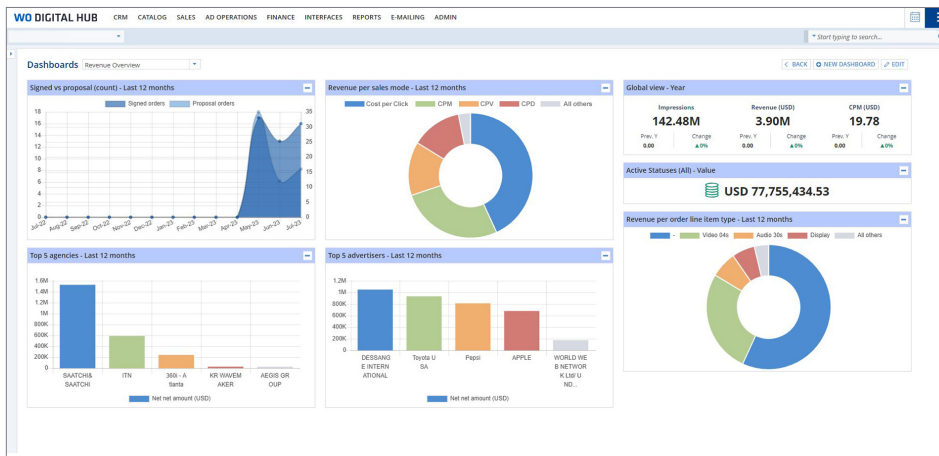 WO DIGITAL HUB CRM CATALOG SALES AD OPERATIONS FINANCE INTERFACES REPORTS E-MAILING ADMIN
Start typing to search...
Dashboards Revenue Overview < BACK NEW DASHBOARD EDIT
Signed vs proposal (count) - Last 12 months
Signed orders Proposal orders
18 35
16 30
14 25
12
10 20
8 15
6
4 10
2 5
0 0
Jul-22 Aug-22 Sep-22 Oct-22 Nov-22 Dec-22 Jan-23 Feb-23 Mar-23 Apr-23 May-23 Jun-23 Jul-23
Revenue per sales mode - Last 12 months
Cost per Click CPM CPV CPD All others
Global view - Year
Impressions Revenue (USD) CPM (USD)
142.48M 3.90M 19.78
Prev. Y Change Prev. Y Change Prev. Y Change
0.00 ▲0% 0.00 ▲0% 0.00 ▲0%
Active Statuses (All) - Value
USD 77,755,434.53
Revenue per order line item type - Last 12 months
- Video 04s Audio 30s Display All others
Top 5 agencies - Last 12 months
1.6M
1.4M
1.2M
1M
800K
600K
400K
200K
0
SAATCHI& ITN 360i - A KR WAVEM AEGIS GR
SAATCHI tlanta AKER OUP
Net net amount (USD)
Top 5 advertisers - Last 12 months
1.2M
1M
800K
600K
400K
200K
0
DESSANG Toyota U Pepsi APPLE WORLD WE
E INTERN SA B NETWOR
ATIONAL K Ltd/ U
ND...
Net net amount (USD)